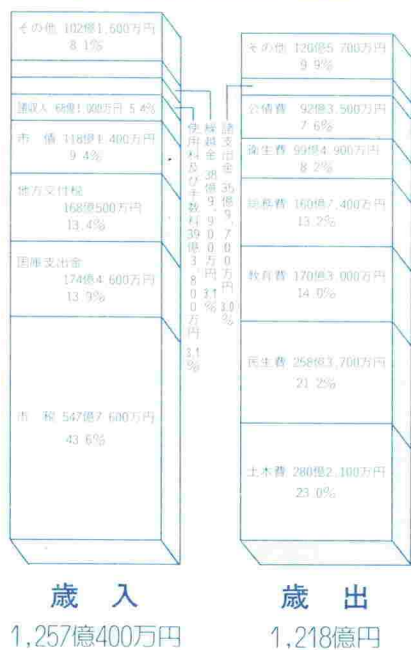 その他 102億1,600万円
8.1%
諸収入 68億1,000万円 5.4%
市債 118億1,400万円
9.4%
地方交付税
168億500万円
13.4%
国庫支出金
174億4,600万円
13.9%
市税 547億7,600万円
43.6%
使用料及び手数料39億3,800万円 3.1%
繰越金 38億9,900万円 3.1%
諸支出金 35億9,700万円 3.0%
その他 120億5,700万円
9.9%
公債費 92億3,500万円
7.6%
衛生費 99億4,900万円
8.2%
総務費 160億7,400万円
13.2%
教育費 170億3,000万円
14.0%
民生費 258億3,700万円
21.2%
土木費 280億2,100万円
23.0%
歳入
1,257億400万円
歳出
1,218億円